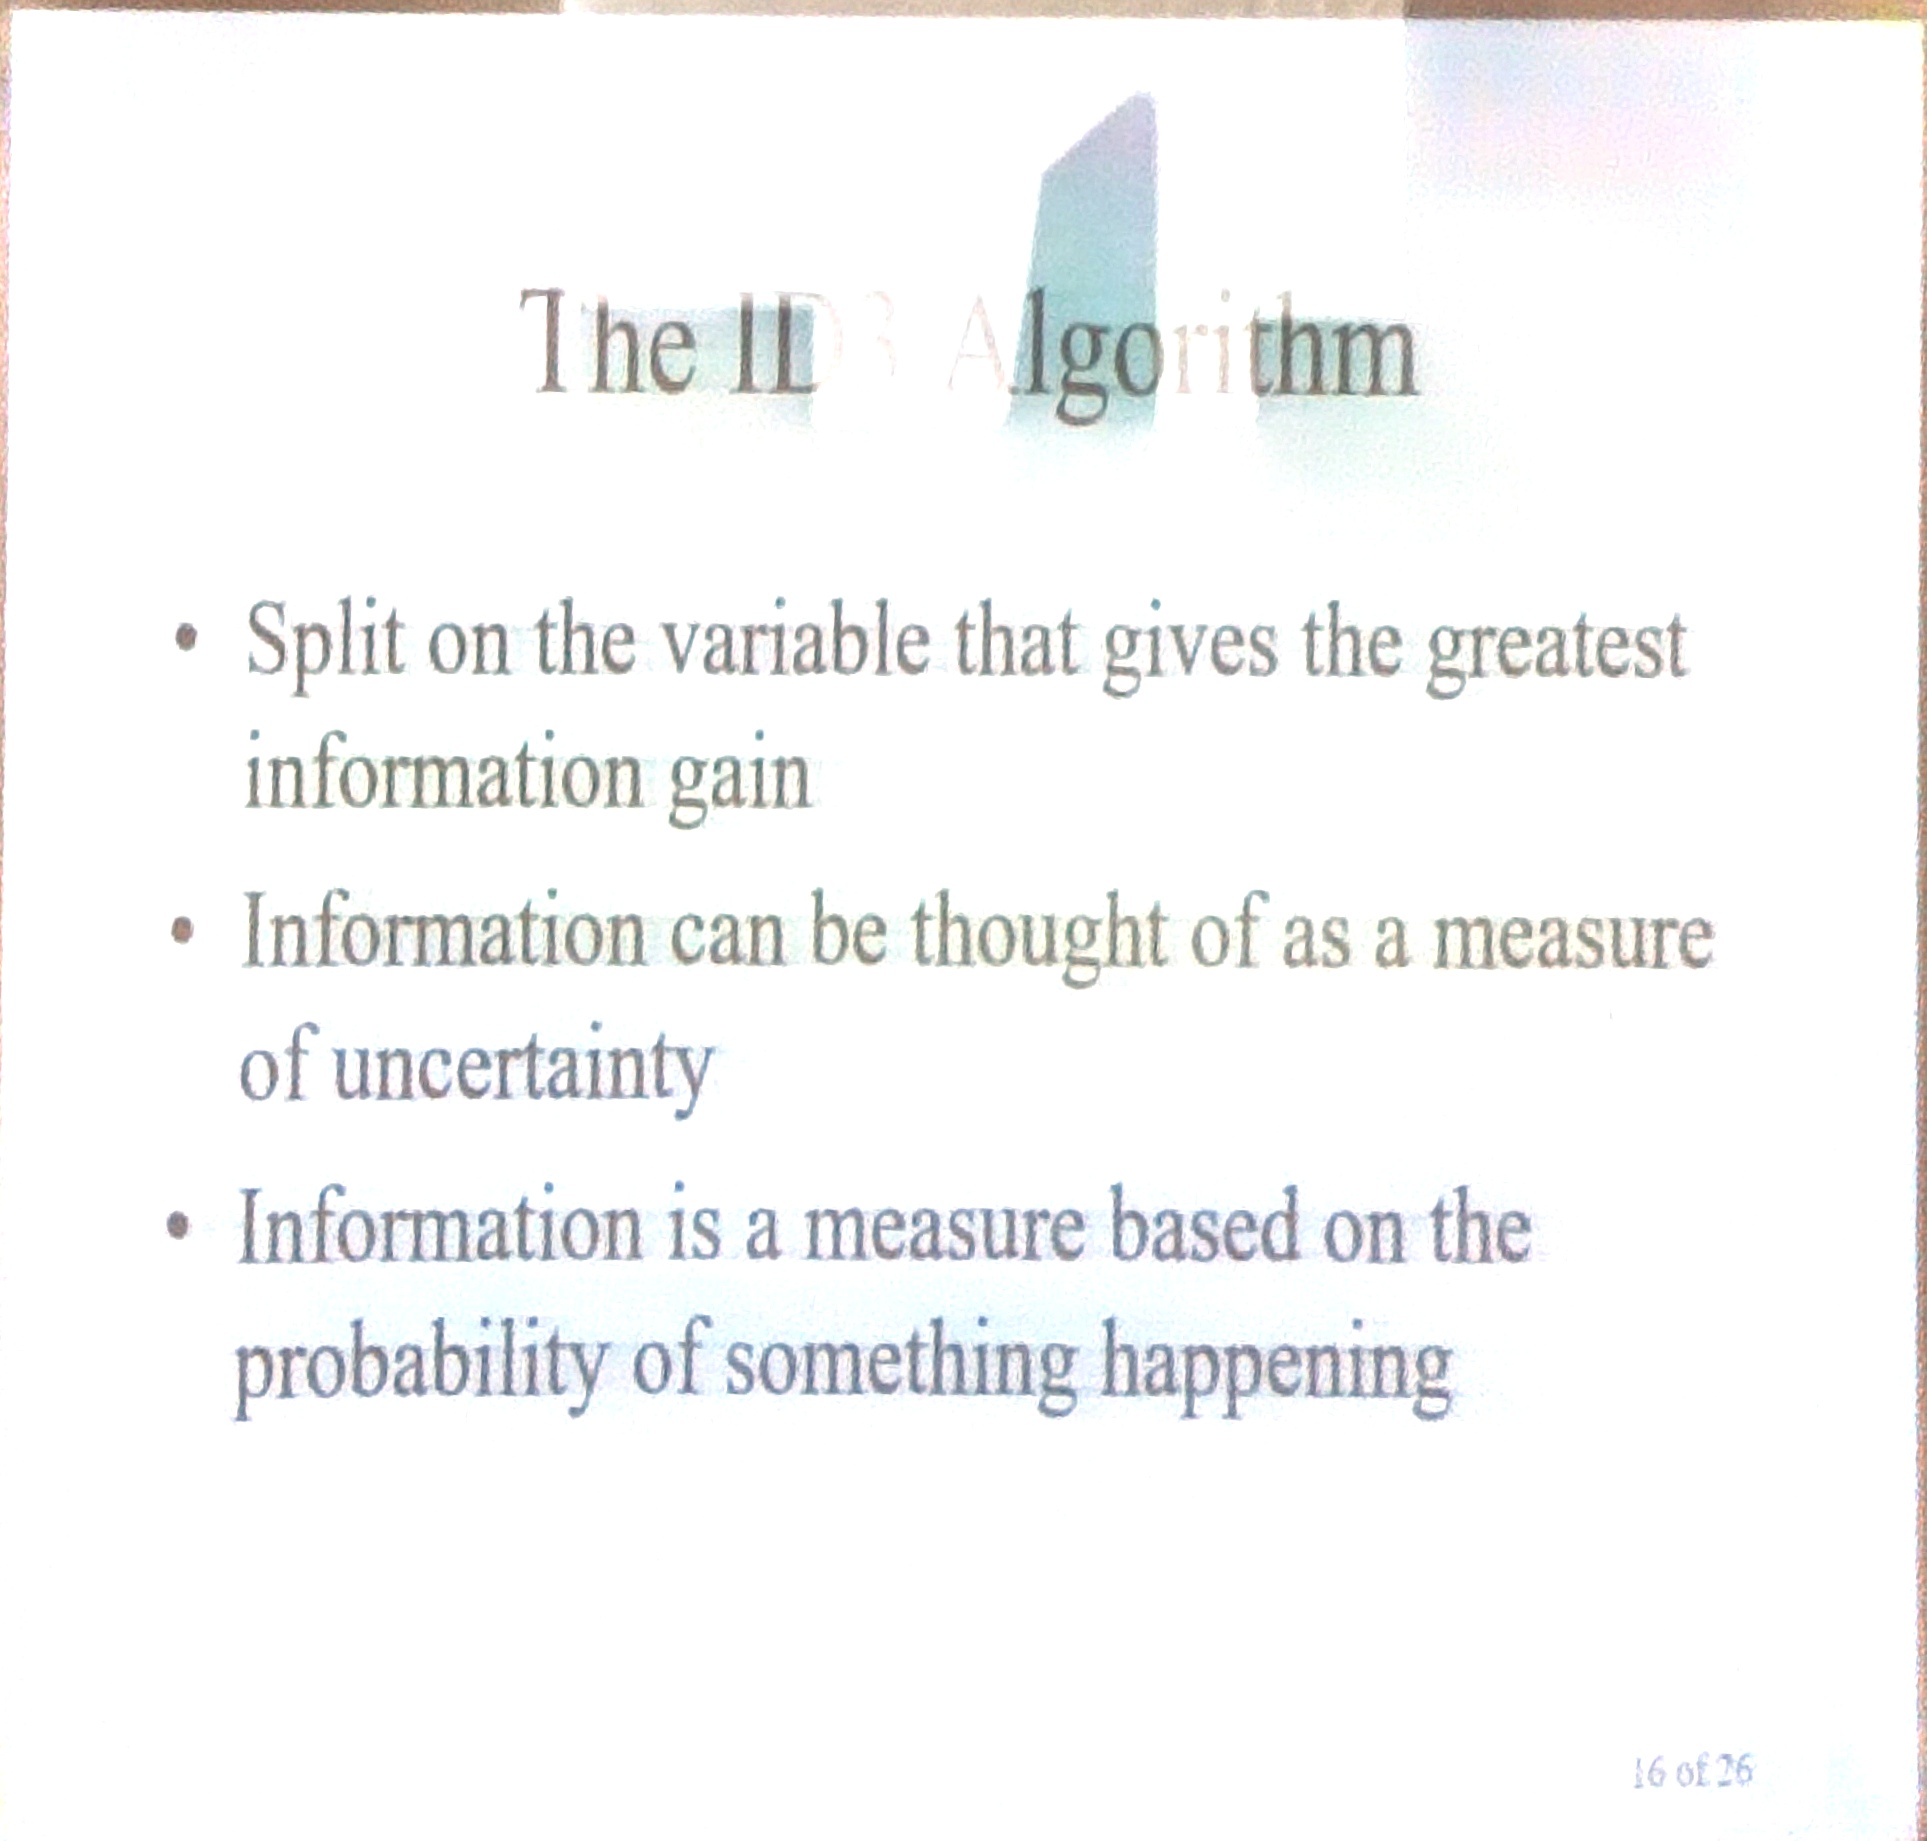 The ID3 Algorithm
• Split on the variable that gives the greatest
information gain
• Information can be thought of as a measure
of uncertainty
• Information is a measure based on the
probability of something happening
16 of 26